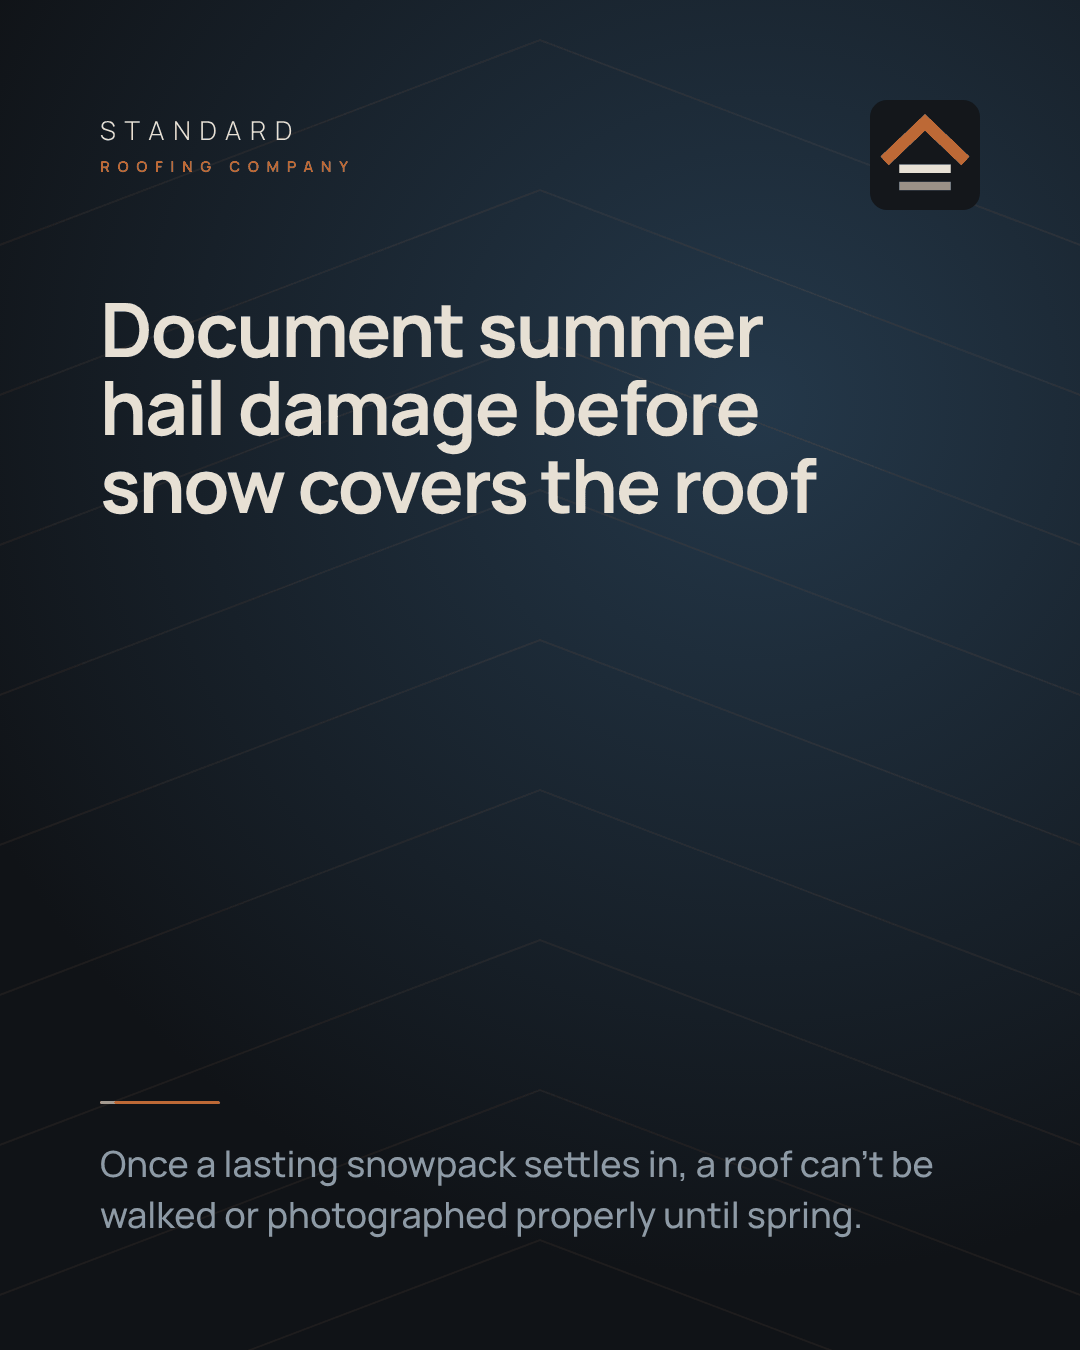 STANDARD
ROOFING COMPANY
Document summer
hail damage before
snow covers the roof
Once a lasting snowpack settles in, a roof can’t be
walked or photographed properly until spring.